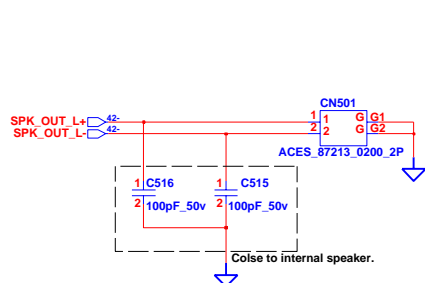 CN501
SPK_OUT_L+ 42- 1 1 G G1
SPK_OUT_L- 42- 2 2 G G2
ACES_87213_0200_2P
1 C516 1 C515
2 100pF_50v 2 100pF_50v
Colse to internal speaker.